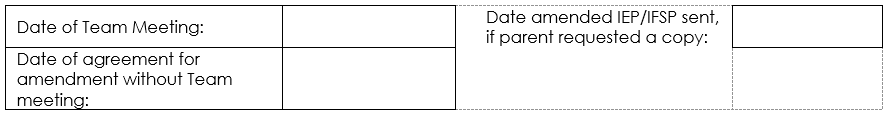 Date of Team Meeting:
Date amended IEP/IFSP sent,
if parent requested a copy:
Date of agreement for
amendment without Team
meeting: